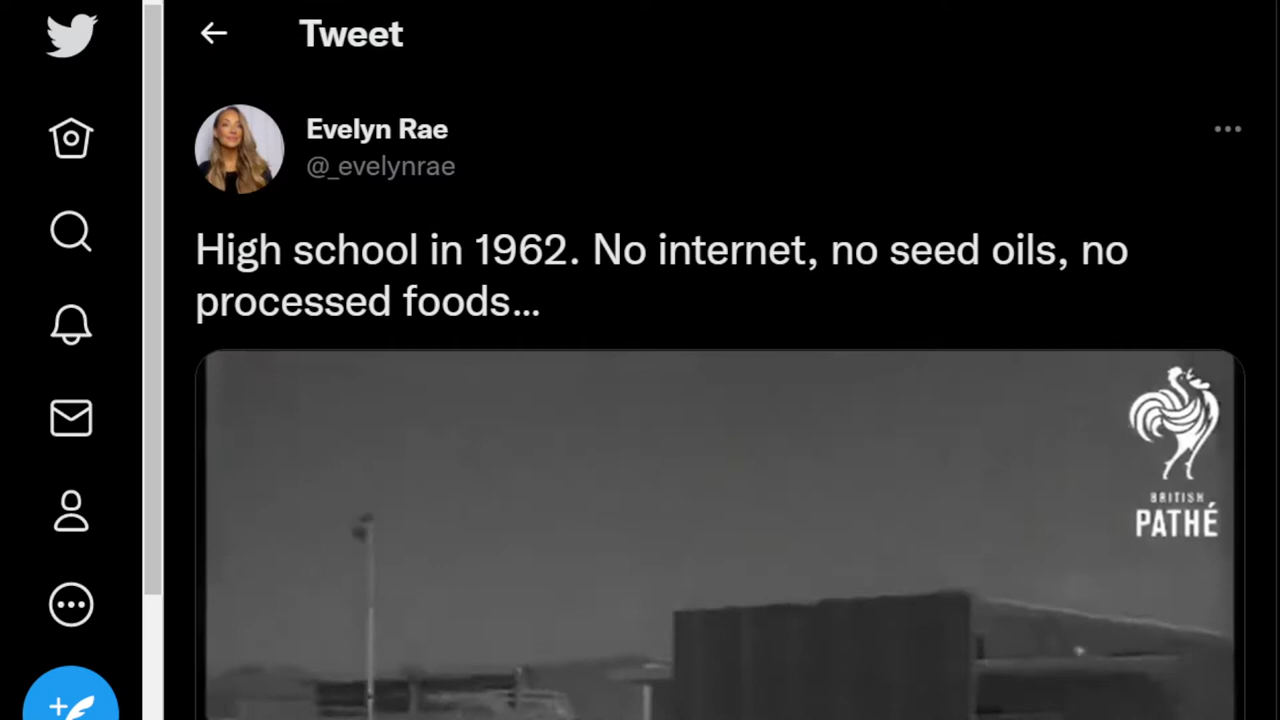 Tweet
Evelyn Rae
@_evelynrae
High school in 1962. No internet, no seed oils, no
processed foods...
BRITISH
PATHÉ